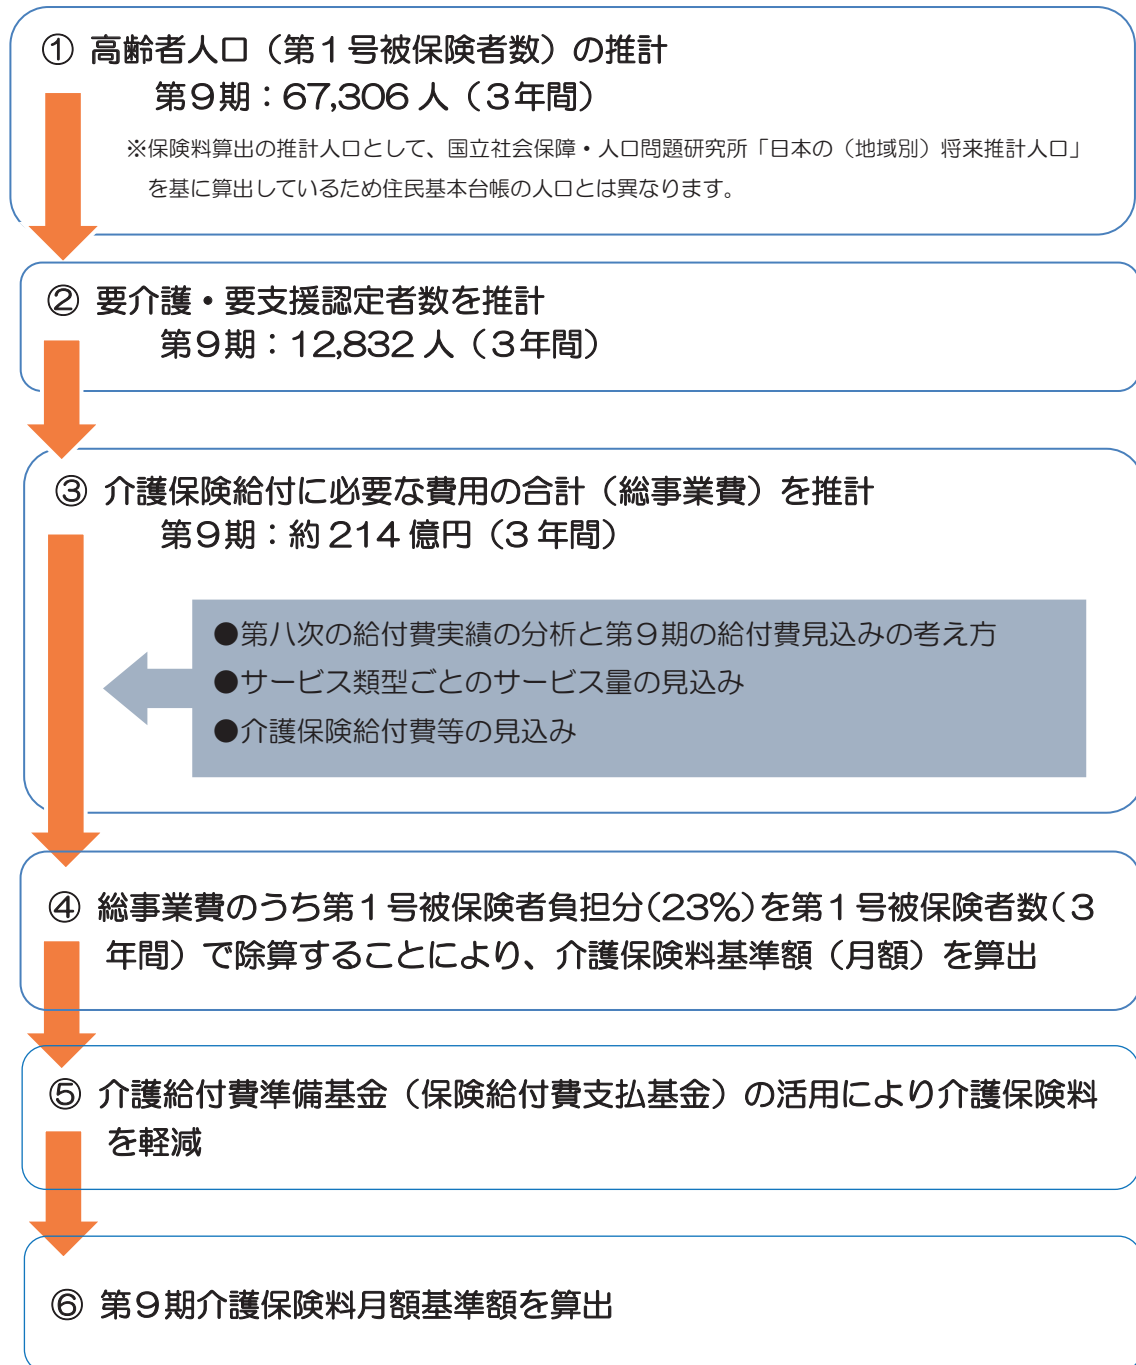 ① 高齢者人口（第１号被保険者数）の推計
第９期：67,306 人（３年間）
※保険料算出の推計人口として、国立社会保障・人口問題研究所「日本の（地域別）将来推計人口」
を基に算出しているため住民基本台帳の人口とは異なります。
② 要介護・要支援認定者数を推計
第９期：12,832 人（３年間）
③ 介護保険給付に必要な費用の合計（総事業費）を推計
第９期：約 214 億円（3 年間）
●第八次の給付費実績の分析と第９期の給付費見込みの考え方
●サービス類型ごとのサービス量の見込み
●介護保険給付費等の見込み
④ 総事業費のうち第１号被保険者負担分(23%)を第１号被保険者数(３
年間）で除算することにより、介護保険料基準額（月額）を算出
⑤ 介護給付費準備基金（保険給付費支払基金）の活用により介護保険料
を軽減
⑥ 第９期介護保険料月額基準額を算出